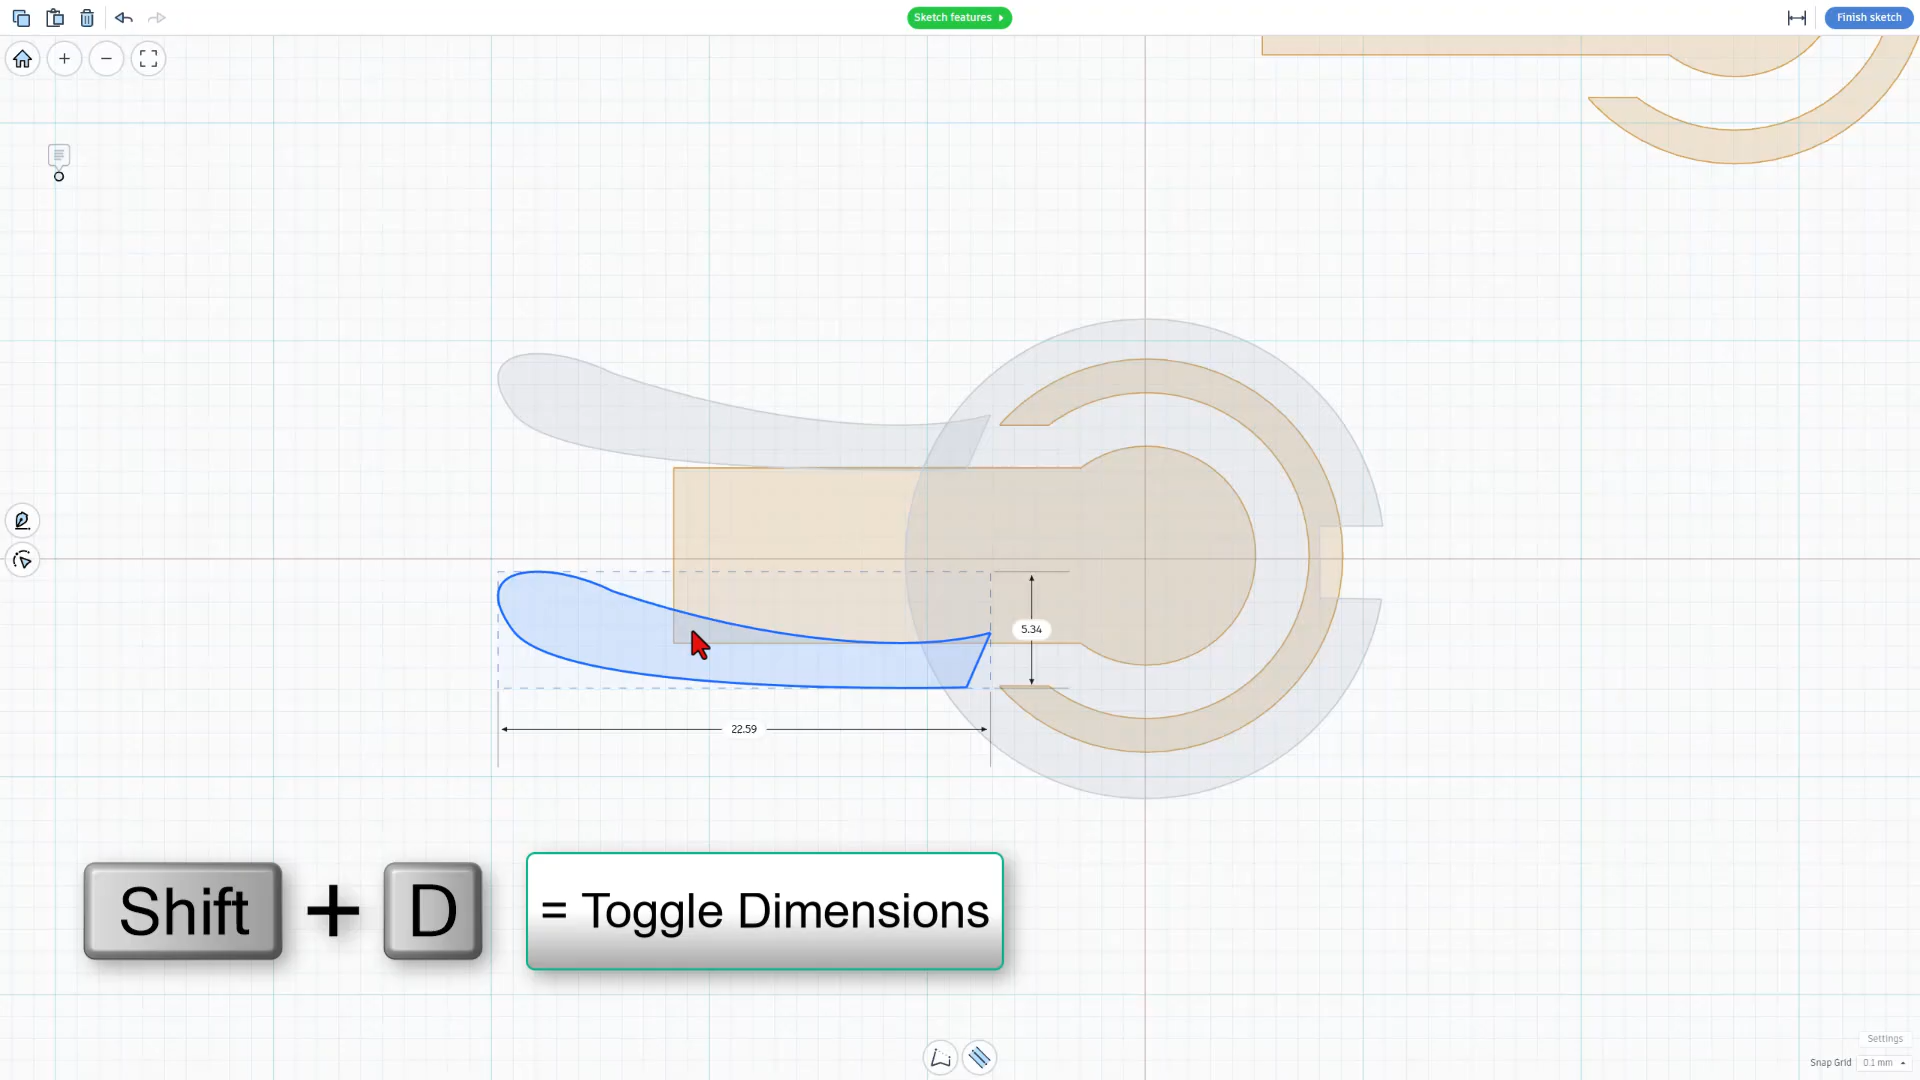 Sketch features
Finish sketch
5.34
22.59
Shift + D = Toggle Dimensions
Settings
Snap Grid 0.1 mm